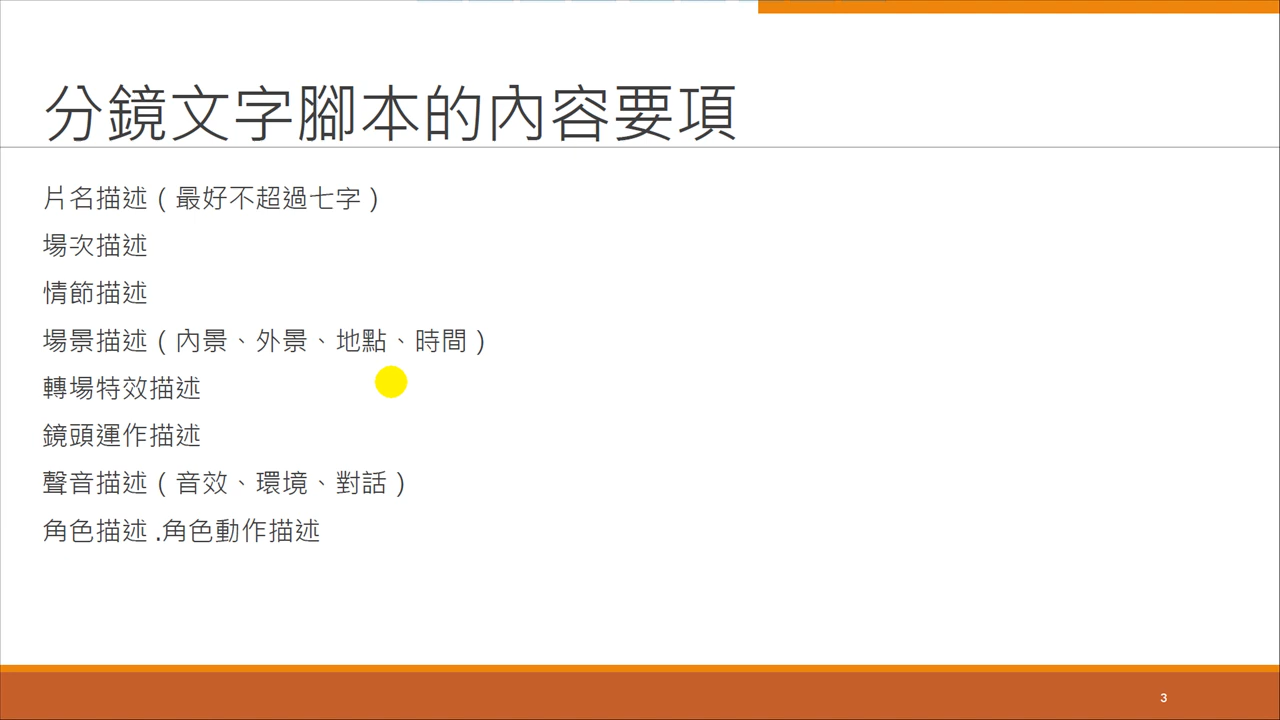 分鏡文字腳本的內容要項
片名描述（最好不超過七字）
場次描述
情節描述
場景描述（內景、外景、地點、時間）
轉場特效描述
鏡頭運作描述
聲音描述（音效、環境、對話）
角色描述 .角色動作描述
3